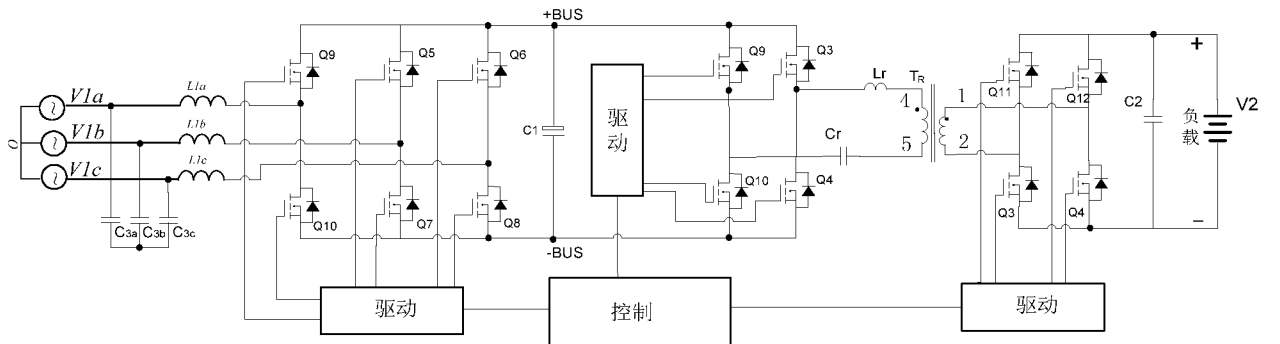 +BUS
Q9
Q5
Q6
Q9
Q3
V1a
L1a
Lr
TR
4
1
Q11
Q12
C2
+
V2
负载
O
V1b
L1b
C1
驱动
V1c
L1c
Cr
5
2
C3a
C3b
C3c
Q10
Q7
Q8
Q10
Q4
Q3
Q4
−
-BUS
驱动
控制
驱动